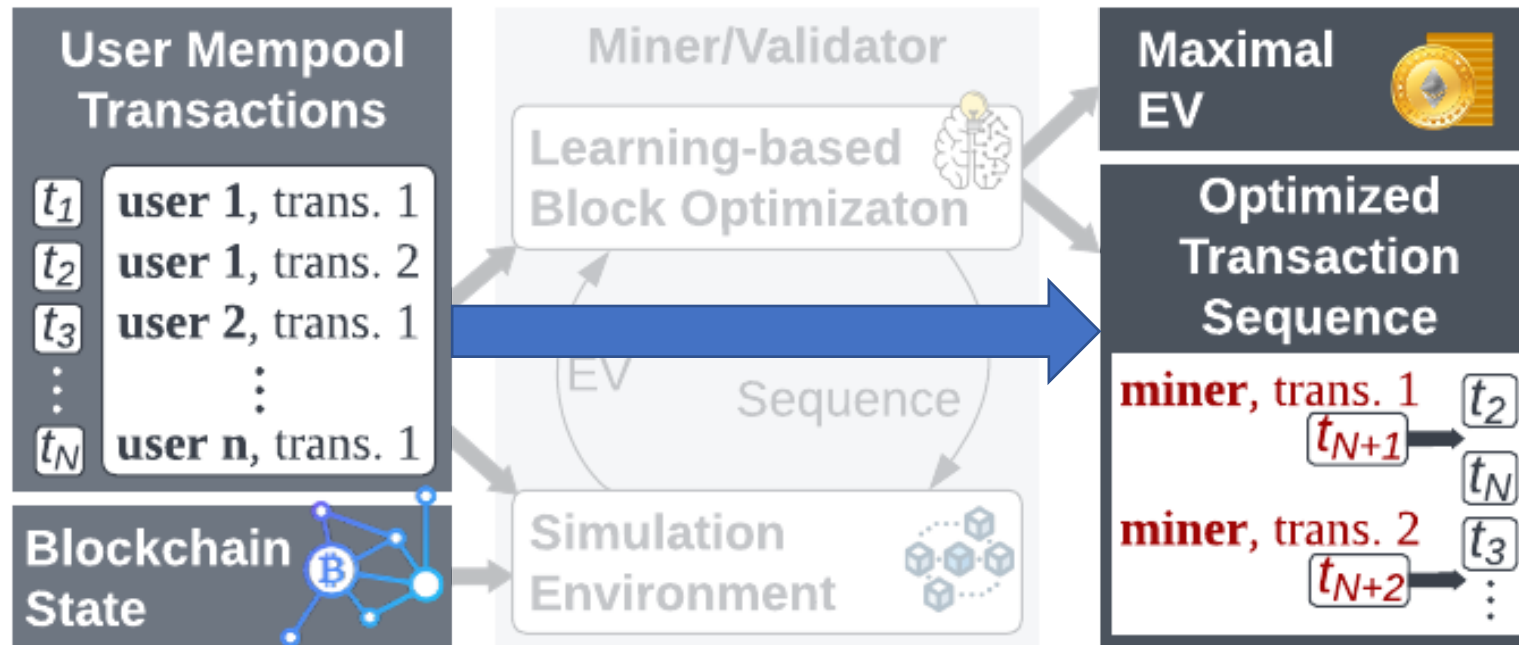 User Mempool
Transactions
t1 user 1, trans. 1
t2 user 1, trans. 2
t3 user 2, trans. 1
⋮ ⋮
tN user n, trans. 1
Blockchain
State
Miner/Validator
Learning-based
Block Optimizaton
EV
Sequence
Simulation
Environment
Maximal
EV
Optimized
Transaction
Sequence
miner, trans. 1 t2
tN+1
tN
miner, trans. 2 t3
tN+2 ⋮